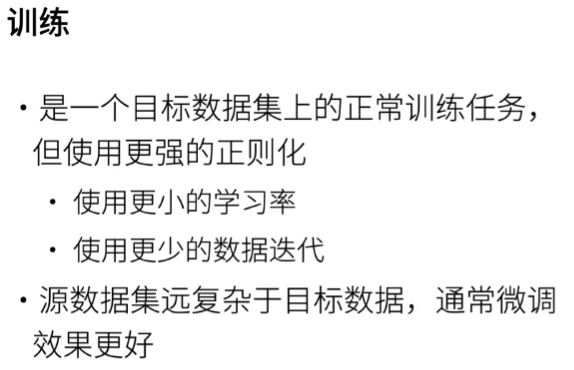 训练
• 是一个目标数据集上的正常训练任务，
但使用更强的正则化
• 使用更小的学习率
• 使用更少的数据迭代
• 源数据集远复杂于目标数据，通常微调
效果更好